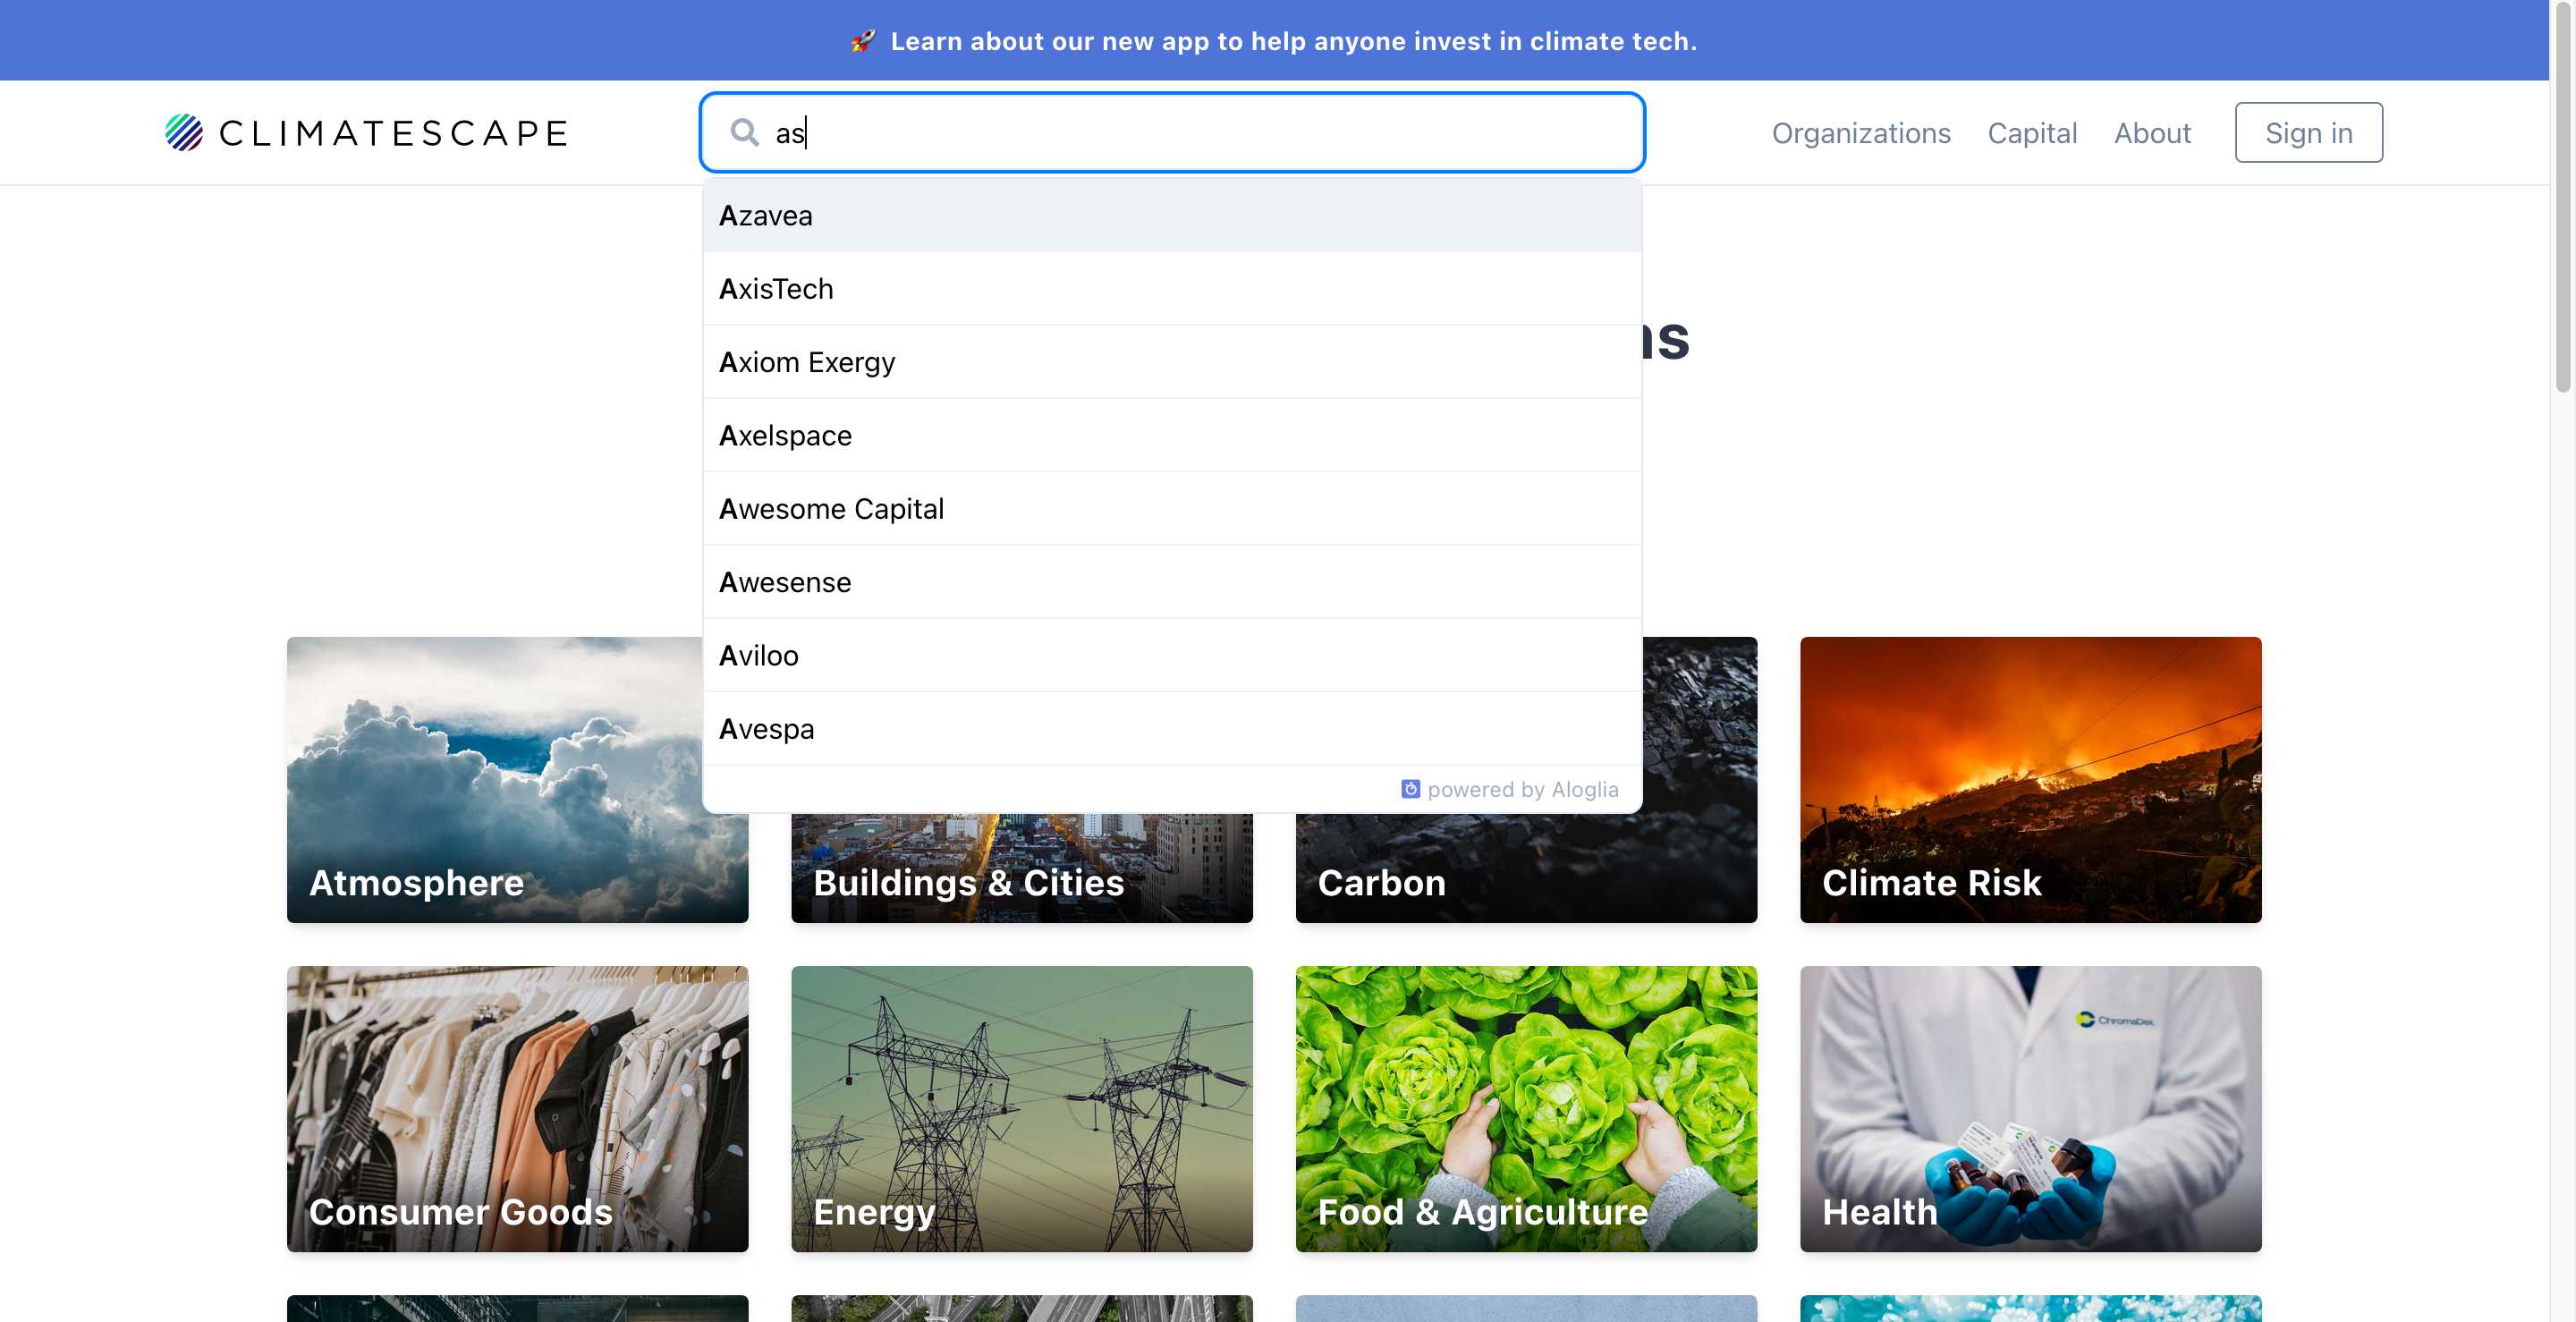 🚀 Learn about our new app to help anyone invest in climate tech.
CLIMATESCAPE
as
Organizations Capital About Sign in
Azavea
AxisTech
Axiom Exergy
Axelspace
Awesome Capital
Awesense
Aviloo
Avespa
powered by Aloglia
Atmosphere Buildings & Cities Carbon Climate Risk
ChromaDex
Consumer Goods Energy Food & Agriculture Health